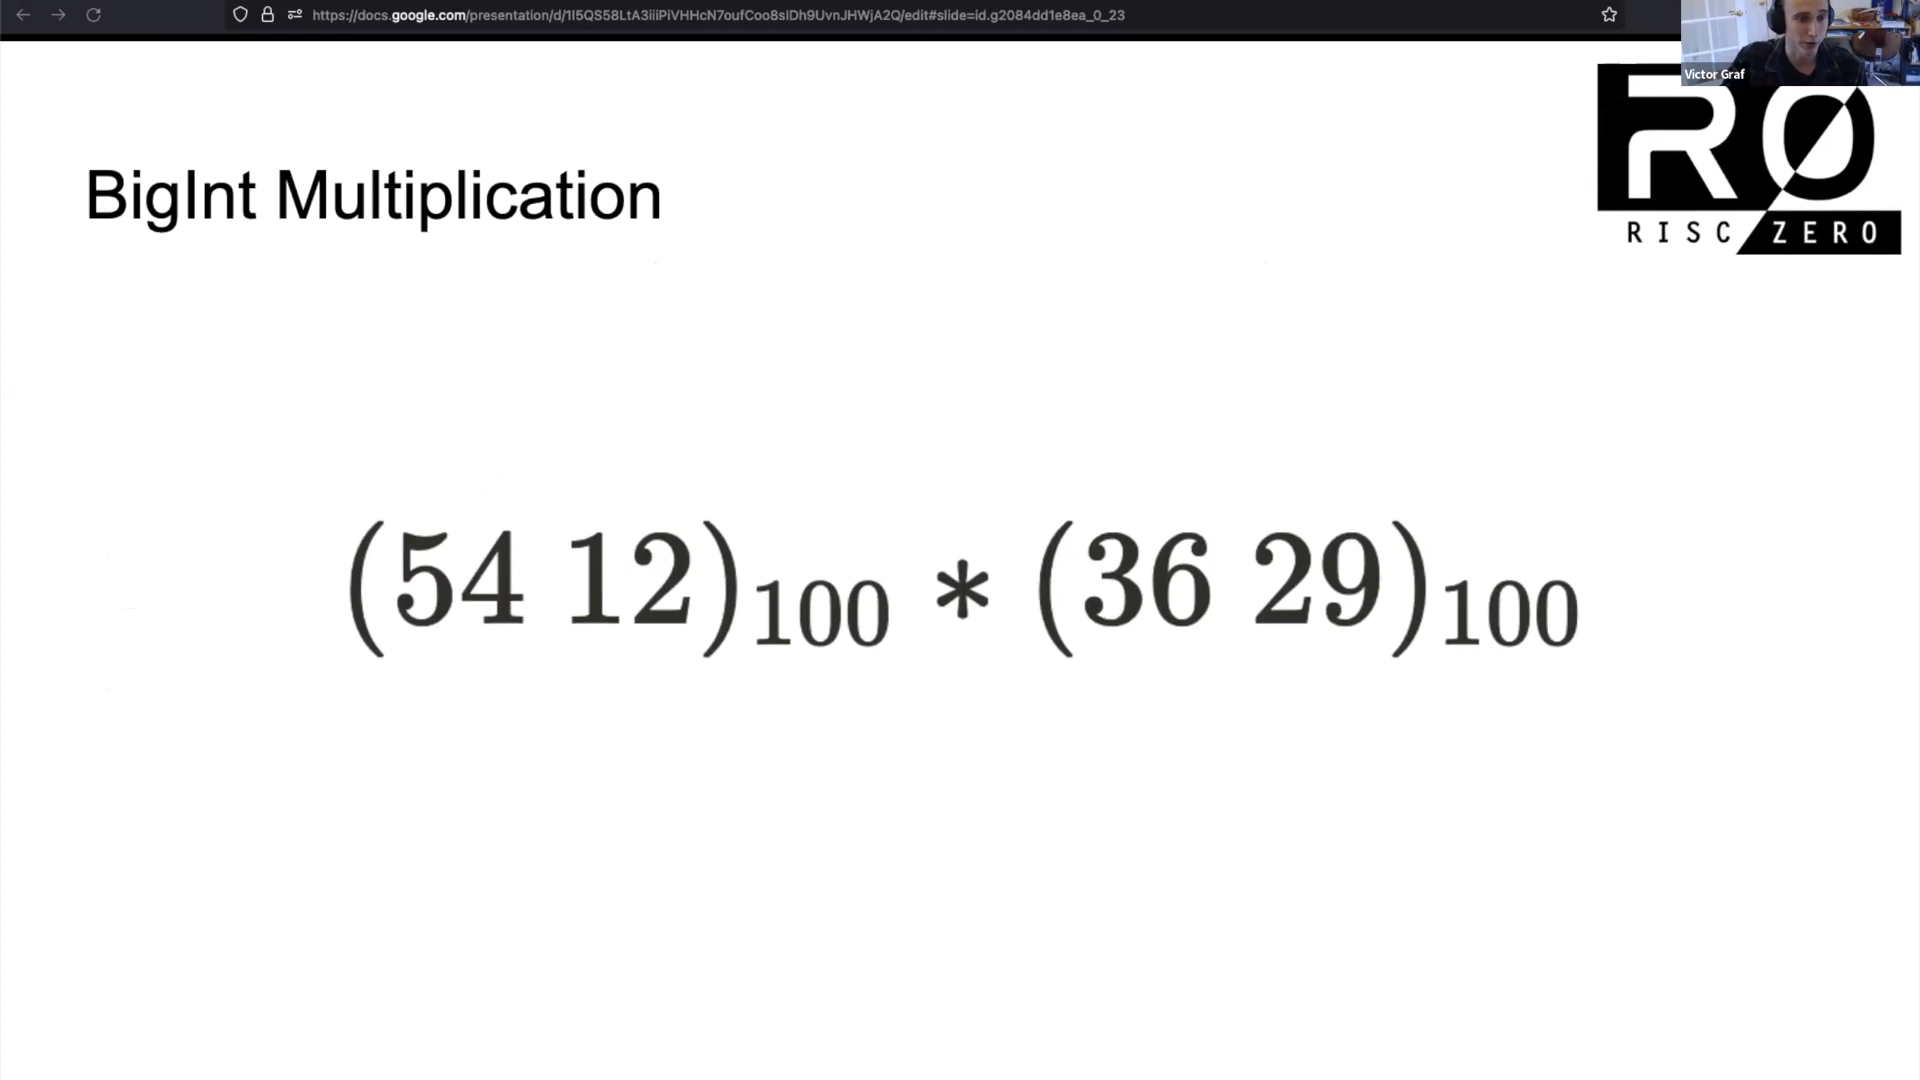 https://docs.google.com/presentation/d/1I5QS58LtA3iiiPiVHHcN7oufCoo8sIDh9UvnJHWjA2Q/edit#slide=id.g2084dd1e8ea_0_23
Victor Graf
R0
RISC ZERO
BigInt Multiplication
(54 12)₁₀₀ * (36 29)₁₀₀